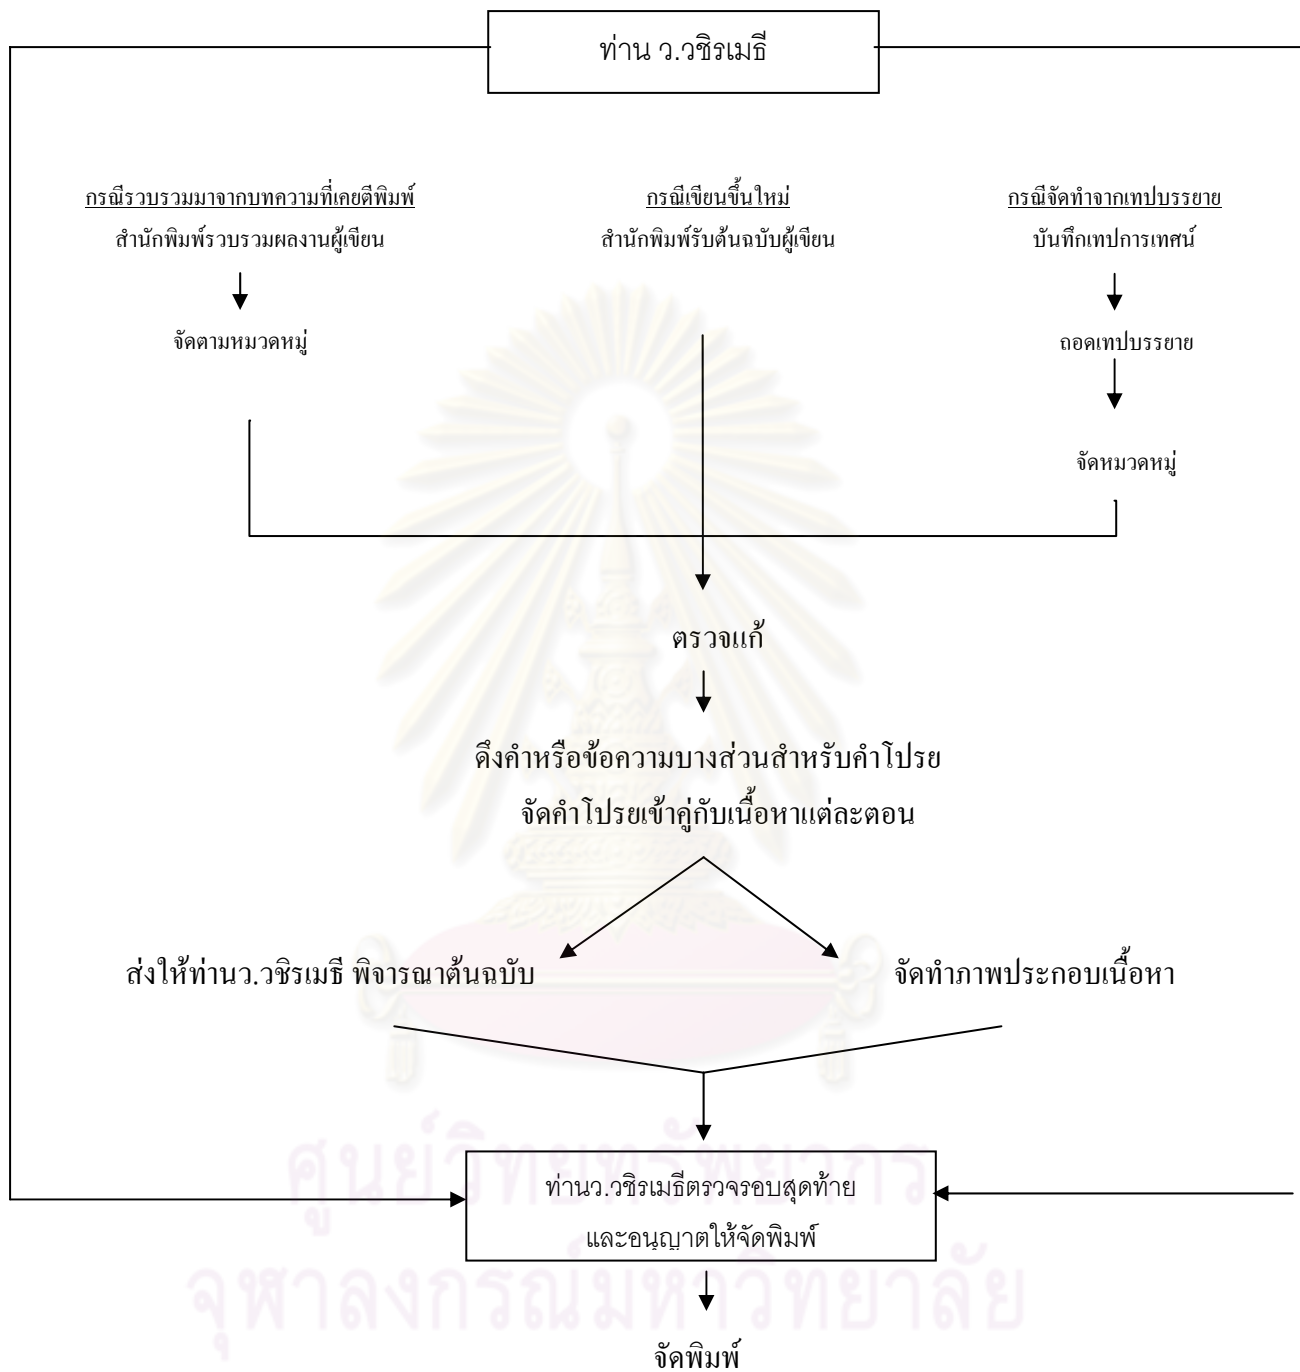 ท่าน ว.วชิรเมธี
กรณีรวบรวมมาจากบทความที่เคยตีพิมพ์
สำนักพิมพ์รวบรวมผลงานผู้เขียน
จัดตามหมวดหมู่
กรณีเขียนขึ้นใหม่
สำนักพิมพ์รับต้นฉบับผู้เขียน
กรณีจัดทำจากเทปบรรยาย
บันทึกเทปการเทศน์
ถอดเทปบรรยาย
จัดหมวดหมู่
ตรวจแก้
ดึงคำหรือข้อความบางส่วนสำหรับคำโปรย
จัดคำโปรยเข้าคู่กับเนื้อหาแต่ละตอน
ส่งให้ท่านว.วชิรเมธี พิจารณาต้นฉบับ
จัดทำภาพประกอบเนื้อหา
ท่านว.วชิรเมธีตรวจรอบสุดท้าย
และอนุญาตให้จัดพิมพ์
จัดพิมพ์
ศูนย์วิทยทรัพยากร
จุฬาลงกรณ์มหาวิทยาลัย